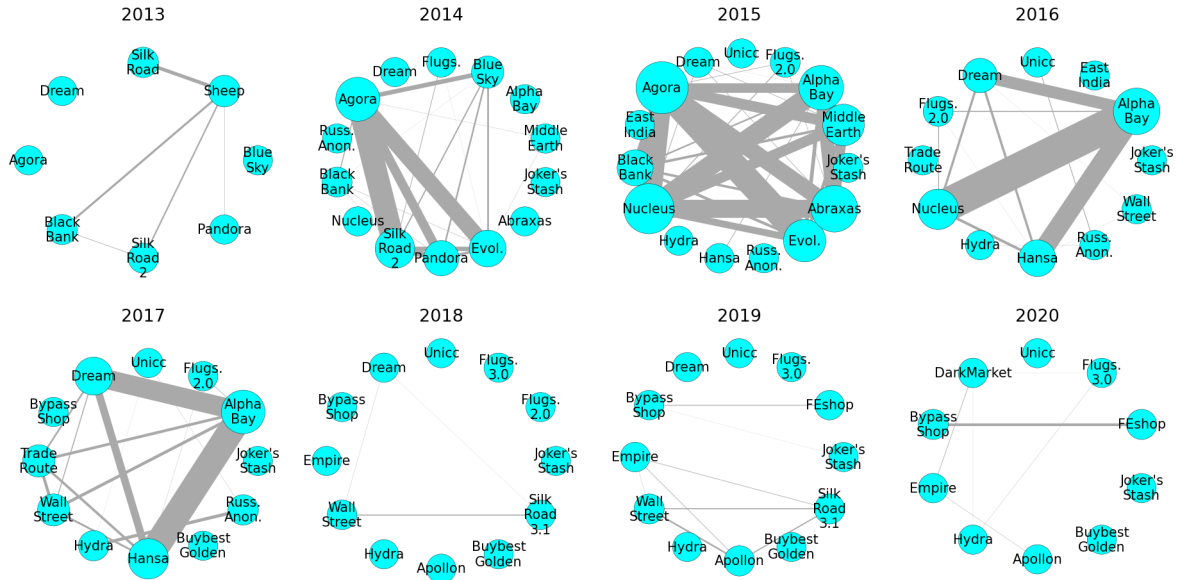 2013
2014
2015
2016
Silk
Road
Dream
Sheep
Agora
Blue
Sky
Black
Bank
Pandora
Silk
Road
2
Dream
Flugs.
Blue
Sky
Agora
Alpha
Bay
Russ.
Anon.
Middle
Earth
Black
Bank
Joker's
Stash
Nucleus
Abraxas
Silk
Road
2
Pandora
Evol.
Dream
Unicc
Flugs.
2.0
Agora
Alpha
Bay
East
India
Middle
Earth
Black
Bank
Joker's
Stash
Nucleus
Abraxas
Hydra
Hansa
Russ.
Anon.
Evol.
Dream
Unicc
East
India
Flugs.
2.0
Alpha
Bay
Trade
Route
Joker's
Stash
Nucleus
Wall
Street
Hydra
Hansa
Russ.
Anon.
2017
2018
2019
2020
Dream
Unicc
Flugs.
2.0
Bypass
Shop
Alpha
Bay
Trade
Route
Joker's
Stash
Wall
Street
Russ.
Anon.
Hydra
Hansa
Buybest
Golden
Dream
Unicc
Flugs.
3.0
Bypass
Shop
Flugs.
2.0
Empire
Joker's
Stash
Wall
Street
Silk
Road
3.1
Hydra
Apollon
Buybest
Golden
Dream
Unicc
Flugs.
3.0
Bypass
Shop
FEshop
Empire
Joker's
Stash
Wall
Street
Silk
Road
3.1
Hydra
Apollon
Buybest
Golden
DarkMarket
Unicc
Flugs.
3.0
Bypass
Shop
FEshop
Empire
Joker's
Stash
Hydra
Apollon
Buybest
Golden